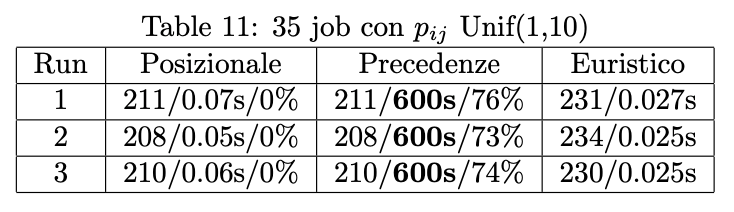 Table 11: 35 job con p_{ij} Unif(1,10)
Run Posizionale Precedenze Euristico
1 211/0.07s/0% 211/600s/76% 231/0.027s
2 208/0.05s/0% 208/600s/73% 234/0.025s
3 210/0.06s/0% 210/600s/74% 230/0.025s